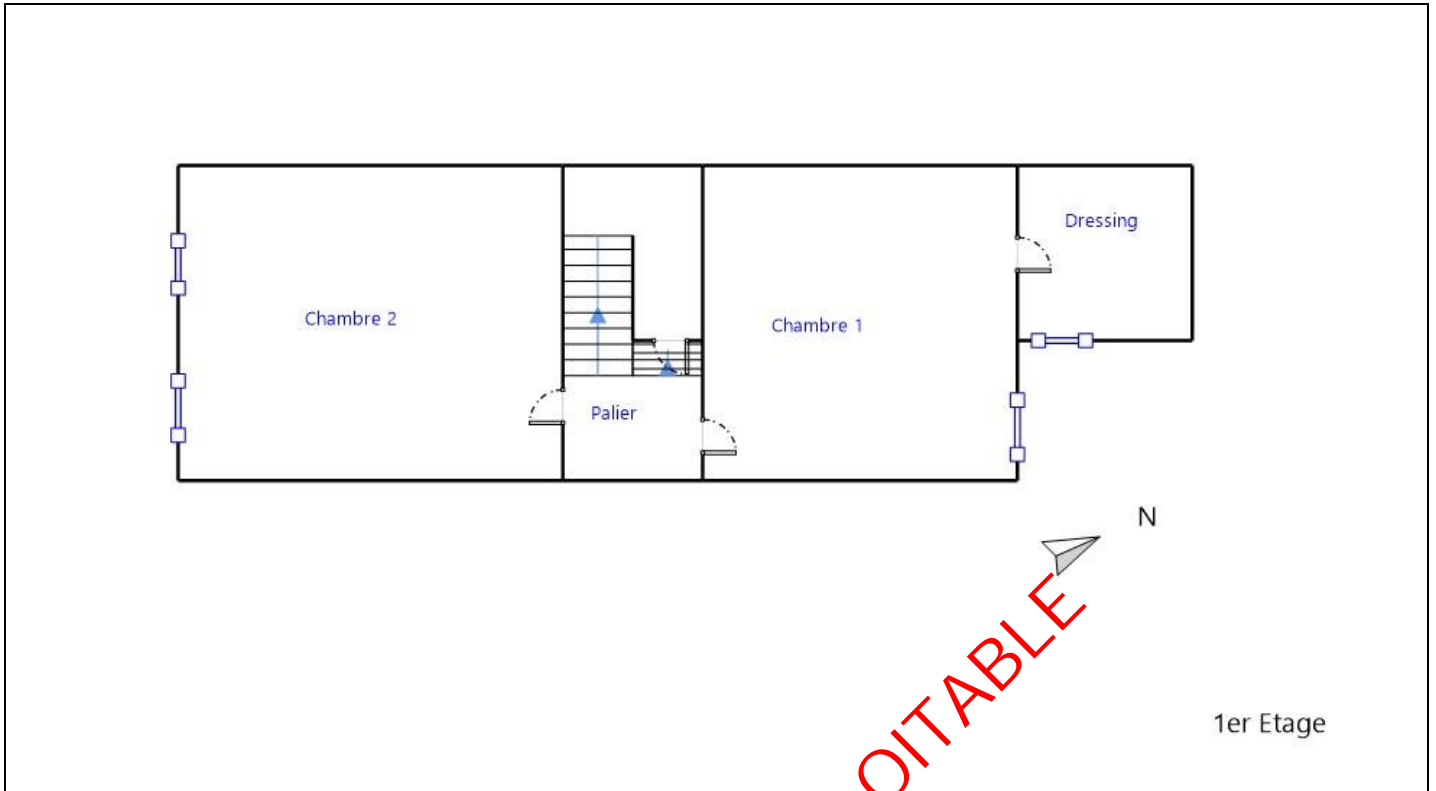 Dressing
Chambre 2
Chambre 1
Palier
N
OITABLE
1er Etage